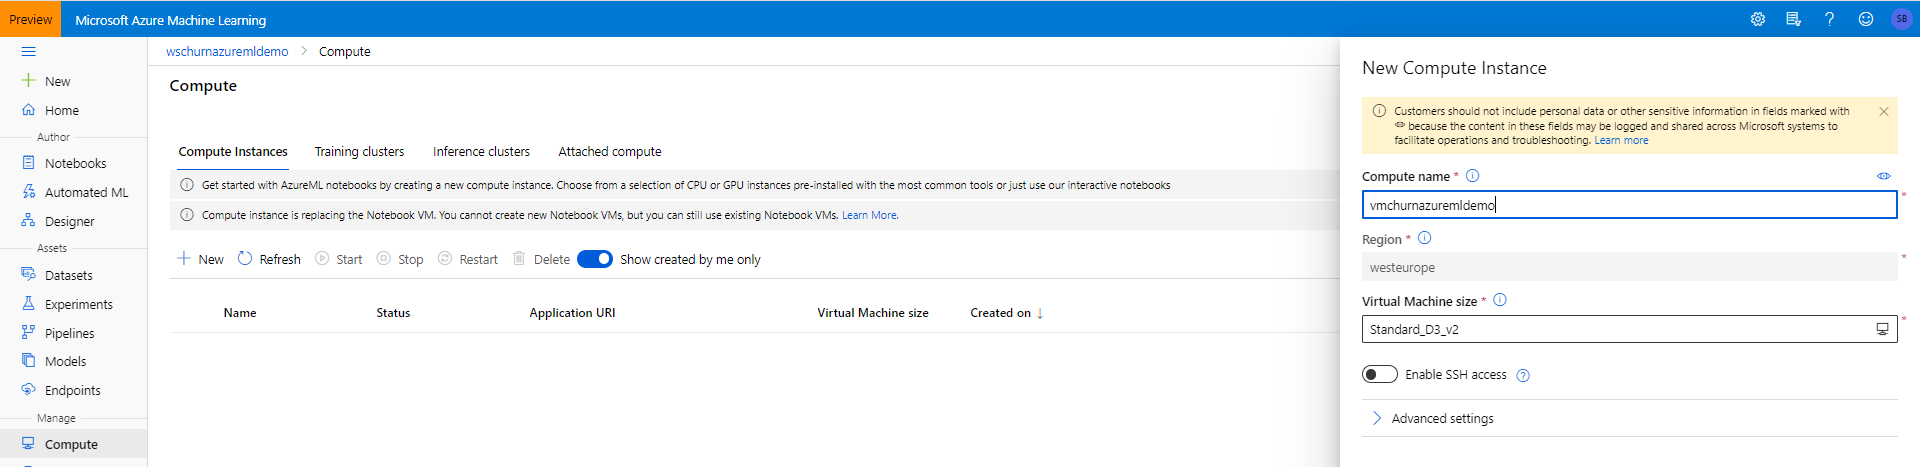 Preview
Microsoft Azure Machine Learning
SB
New
Home
Author
Notebooks
Automated ML
Designer
Assets
Datasets
Experiments
Pipelines
Models
Endpoints
Manage
Compute
wschurnazuremldemo > Compute
Compute
Compute Instances Training clusters Inference clusters Attached compute
Get started with AzureML notebooks by creating a new compute instance. Choose from a selection of CPU or GPU instances pre-installed with the most common tools or just use our interactive notebooks
Compute instance is replacing the Notebook VM. You cannot create new Notebook VMs, but you can still use existing Notebook VMs. Learn More.
New Refresh Start Stop Restart Delete Show created by me only
Name Status Application URI Virtual Machine size Created on ↓
New Compute Instance
Customers should not include personal data or other sensitive information in fields marked with
because the content in these fields may be logged and shared across Microsoft systems to
facilitate operations and troubleshooting. Learn more
Compute name *
vmchurnazuremldemo *
Region *
westeurope *
Virtual Machine size *
Standard_D3_v2 *
Enable SSH access ?
Advanced settings